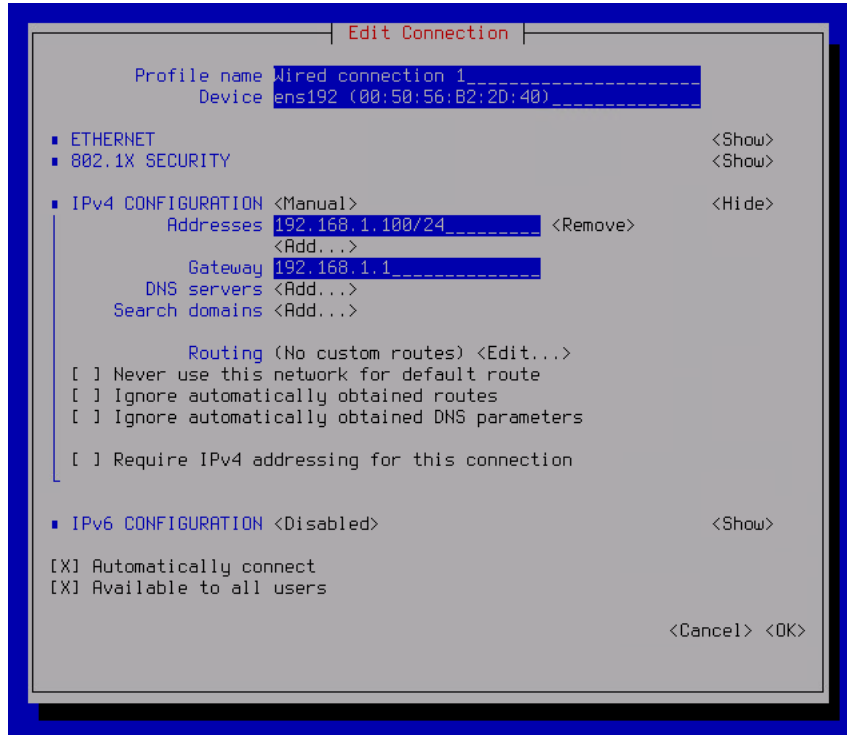 Edit Connection
Profile name Wired connection 1______________________
Device ens192 (00:50:56:B2:2D:40)______________
ETHERNET <Show>
802.1X SECURITY <Show>
IPv4 CONFIGURATION <Manual> <Hide>
Addresses 192.168.1.100/24_________ <Remove>
<Add...>
Gateway 192.168.1.1______________
DNS servers <Add...>
Search domains <Add...>
Routing (No custom routes) <Edit...>
[ ] Never use this network for default route
[ ] Ignore automatically obtained routes
[ ] Ignore automatically obtained DNS parameters
[ ] Require IPv4 addressing for this connection
IPv6 CONFIGURATION <Disabled> <Show>
[X] Automatically connect
[X] Available to all users
<Cancel> <OK>